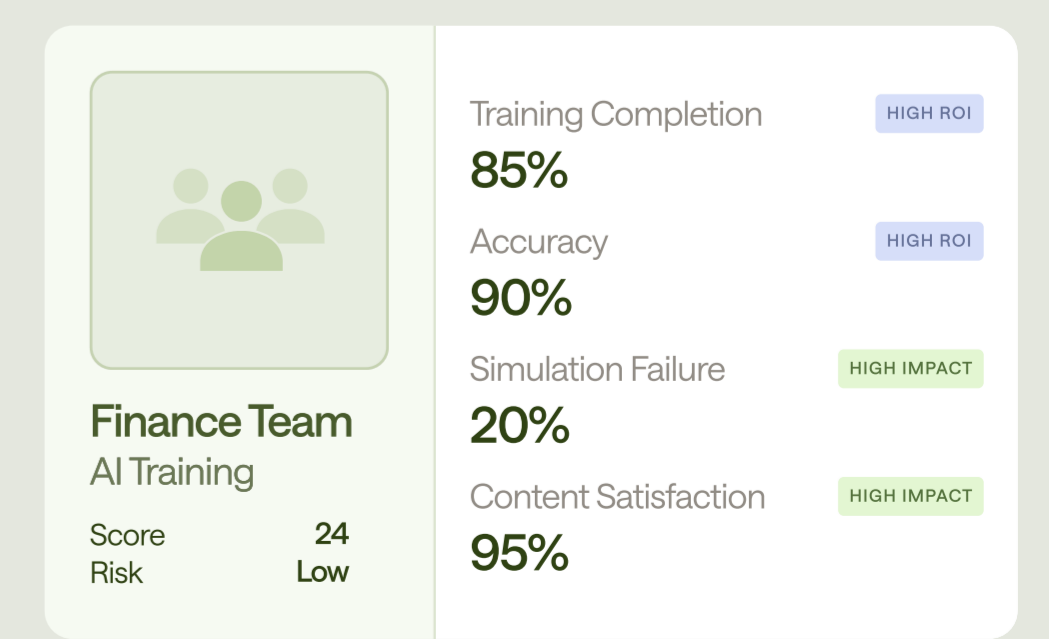 Finance Team
AI Training
Score 24
Risk Low
Training Completion HIGH ROI
85%
Accuracy HIGH ROI
90%
Simulation Failure HIGH IMPACT
20%
Content Satisfaction HIGH IMPACT
95%